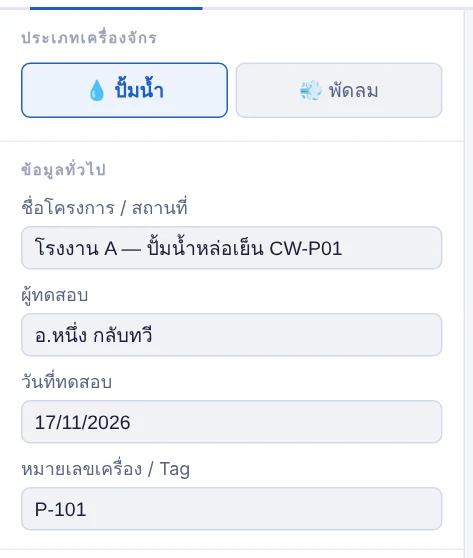 ประเภทเครื่องจักร
💧 ปั๊มน้ำ
💨 พัดลม
ข้อมูลทั่วไป
ชื่อโครงการ / สถานที่
โรงงาน A — ปั๊มน้ำหล่อเย็น CW-P01
ผู้ทดสอบ
อ.หนึ่ง กลับทวี
วันที่ทดสอบ
17/11/2026
หมายเลขเครื่อง / Tag
P-101